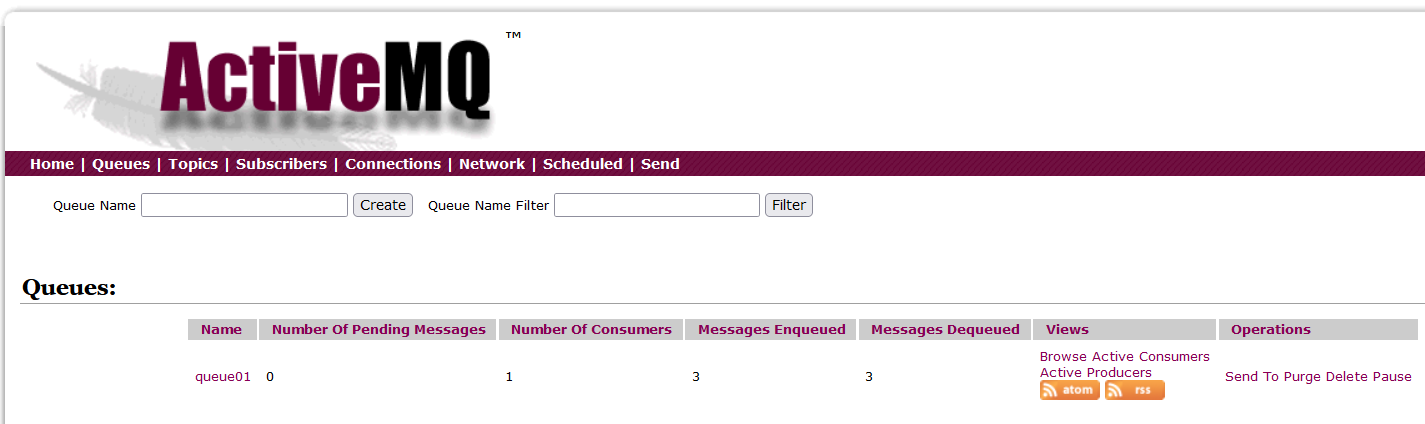 ActiveMQ ™
Home | Queues | Topics | Subscribers | Connections | Network | Scheduled | Send
Queue Name Create Queue Name Filter Filter
Queues:
Name Number Of Pending Messages Number Of Consumers Messages Enqueued Messages Dequeued Views Operations
queue01 0 1 3 3 Browse Active Consumers
Active Producers
atom rss
Send To Purge Delete Pause